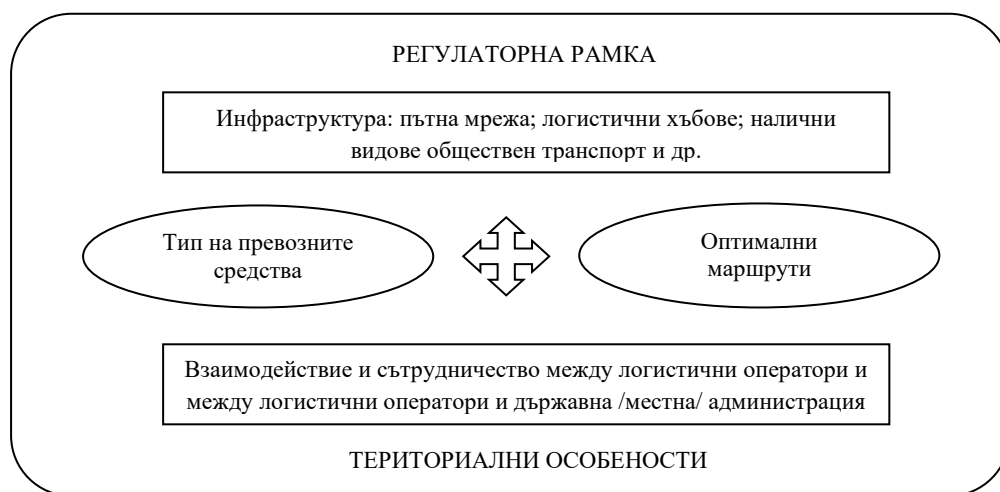 РЕГУЛАТОРНА РАМКА
Инфраструктура: пътна мрежа; логистични хъбове; налични
видове обществен транспорт и др.
Тип на превозните
средства
Оптимални
маршрути
Взаимодействие и сътрудничество между логистични оператори и
между логистични оператори и държавна /местна/ администрация
ТЕРИТОРИАЛНИ ОСОБЕНОСТИ